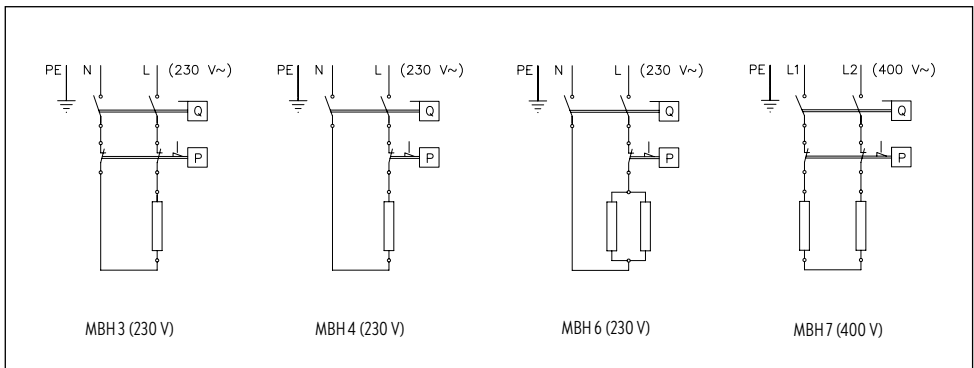 PE N L (230 V~)
PE N L (230 V~)
PE N L (230 V~)
PE L1 L2 (400 V~)
Q
Q
Q
Q
P
P
P
P
MBH 3 (230 V)
MBH 4 (230 V)
MBH 6 (230 V)
MBH 7 (400 V)